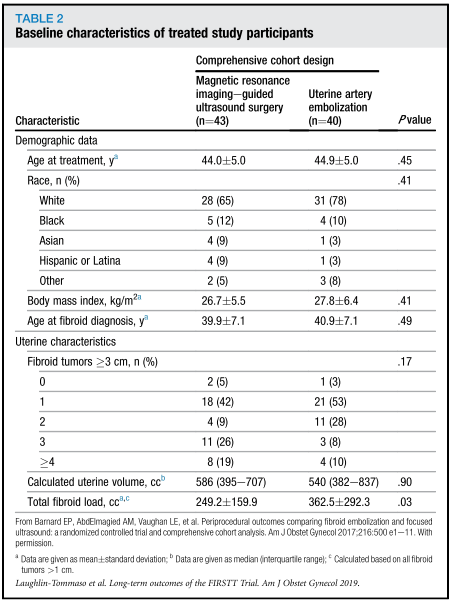 TABLE 2
Baseline characteristics of treated study participants
Comprehensive cohort design
Characteristic
Magnetic resonance
imaging–guided
ultrasound surgery
(n=43)
Uterine artery
embolization
(n=40)
P value
Demographic data
Age at treatment, yᵃ 44.0±5.0 44.9±5.0 .45
Race, n (%) .41
White 28 (65) 31 (78)
Black 5 (12) 4 (10)
Asian 4 (9) 1 (3)
Hispanic or Latina 4 (9) 1 (3)
Other 2 (5) 3 (8)
Body mass index, kg/m²ᵃ 26.7±5.5 27.8±6.4 .41
Age at fibroid diagnosis, yᵃ 39.9±7.1 40.9±7.1 .49
Uterine characteristics
Fibroid tumors ≥3 cm, n (%) .17
0 2 (5) 1 (3)
1 18 (42) 21 (53)
2 4 (9) 11 (28)
3 11 (26) 3 (8)
≥4 8 (19) 4 (10)
Calculated uterine volume, ccᵇ 586 (395–707) 540 (382–837) .90
Total fibroid load, ccᵃ,ᶜ 249.2±159.9 362.5±292.3 .03
From Barnard EP, AbdElmagied AM, Vaughan LE, et al. Periprocedural outcomes comparing fibroid embolization and focused
ultrasound: a randomized controlled trial and comprehensive cohort analysis. Am J Obstet Gynecol 2017;216:500 e1–11. With
permission.
ᵃ Data are given as mean±standard deviation; ᵇ Data are given as median (interquartile range); ᶜ Calculated based on all fibroid
tumors >1 cm.
Laughlin-Tommaso et al. Long-term outcomes of the FIRSTT Trial. Am J Obstet Gynecol 2019.